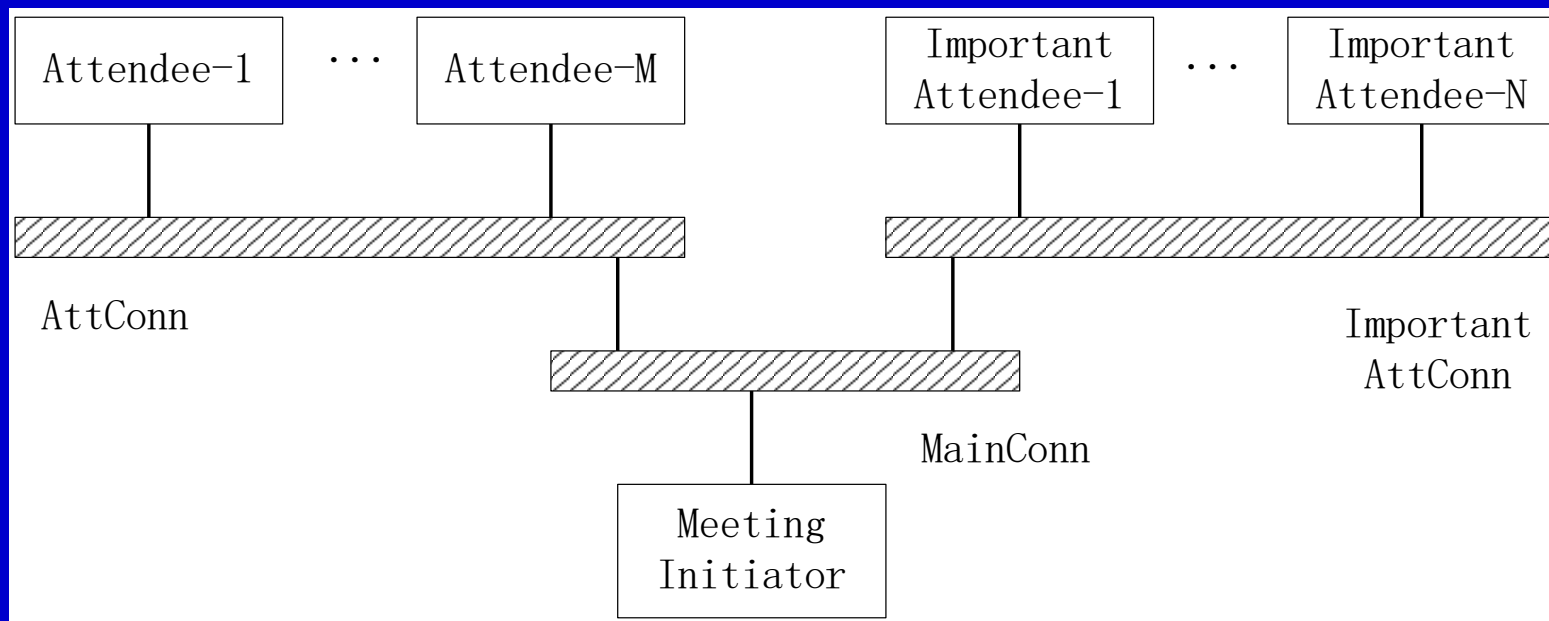 Attendee-1
...
Attendee-M
Important
Attendee-1
...
Important
Attendee-N
AttConn
Important
AttConn
MainConn
Meeting
Initiator